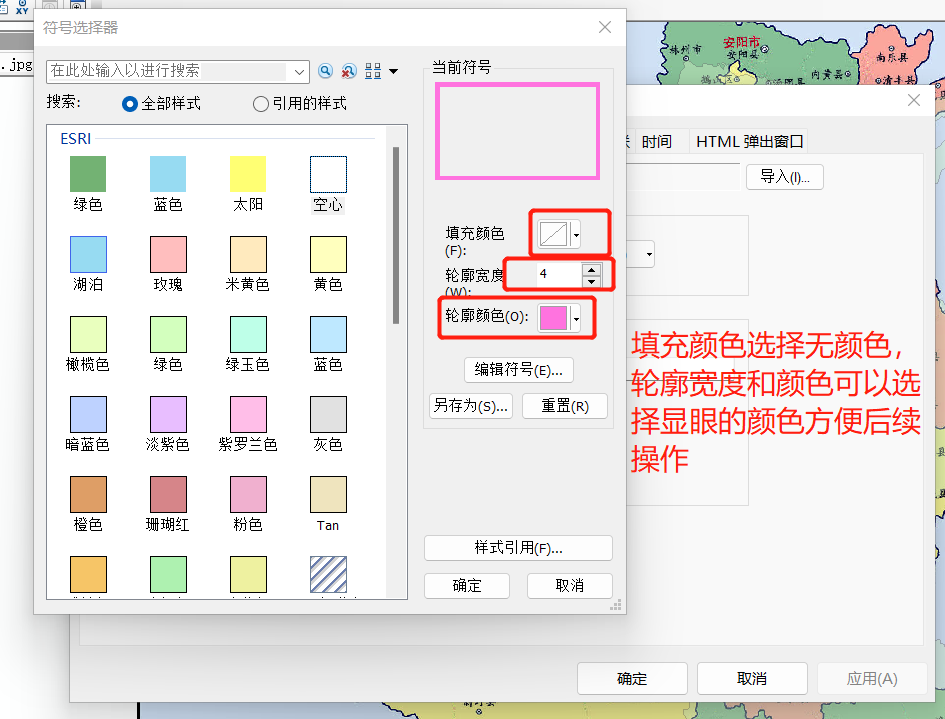 XY
.jpg
符号选择器
在此处输入以进行搜索
搜索:
全部样式
引用的样式
ESRI
绿色
蓝色
太阳
空心
湖泊
玫瑰
米黄色
黄色
橄榄色
绿色
绿玉色
蓝色
暗蓝色
淡紫色
紫罗兰色
灰色
橙色
珊瑚红
粉色
Tan
当前符号
填充颜色
(F):
轮廓宽度
(W):
4
轮廓颜色(O):
编辑符号(E)...
另存为(S)...
重置(R)
样式引用(F)...
确定
取消
时间
HTML 弹出窗口
导入(I)...
填充颜色选择无颜色，
轮廓宽度和颜色可以选
择显眼的颜色方便后续
操作
确定
取消
应用(A)
林州市
安阳市
安阳县
内黄县
南乐县
清丰县